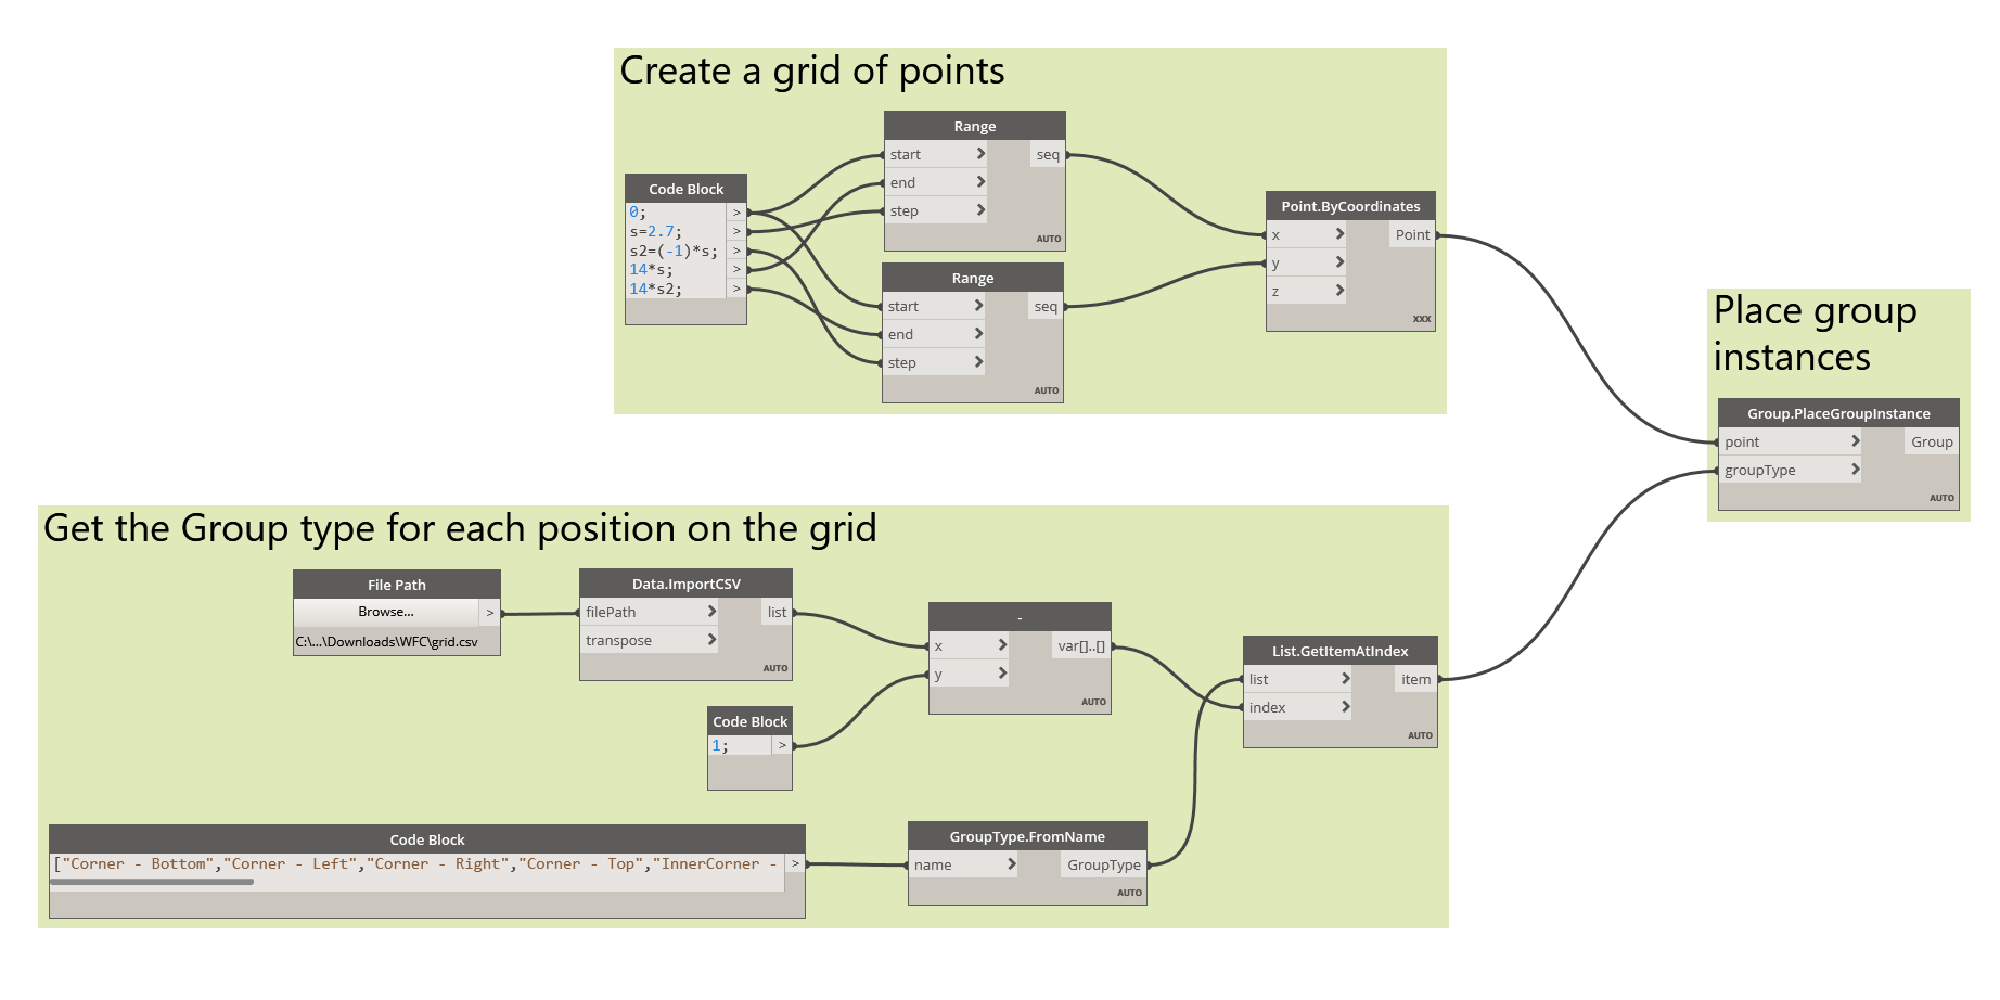 Create a grid of points
Code Block
0;
>
s=2.7;
>
s2=(-1)*s;
>
14*s;
>
14*s2;
>
Range
start
seq
end
step
AUTO
Range
start
seq
end
step
AUTO
Point.ByCoordinates
x
Point
y
z
xxx
Place group
instances
Group.PlaceGroupInstance
point
Group
groupType
AUTO
Get the Group type for each position on the grid
File Path
Browse...
>
C:\...\Downloads\WFC\grid.csv
Data.ImportCSV
filePath
list
transpose
AUTO
Code Block
1;
>
-
x
var[]..[]
y
AUTO
Code Block
["Corner - Bottom","Corner - Left","Corner - Right","Corner - Top","InnerCorner -
>
GroupType.FromName
name
GroupType
AUTO
List.GetItemAtIndex
list
item
index
AUTO